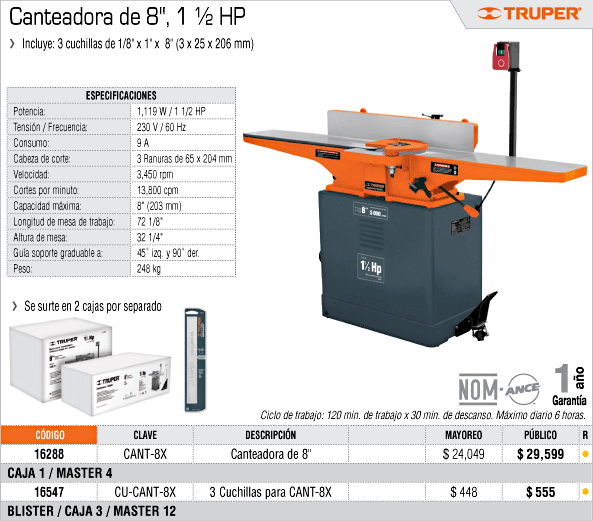 Canteadora de 8", 1 ½ HP
TRUPER®
Incluye: 3 cuchillas de 1/8" x 1" x 8" (3 x 25 x 206 mm)
ESPECIFICACIONES
Potencia: 1,119 W / 1 1/2 HP
Tensión / Frecuencia: 230 V / 60 Hz
Consumo: 9 A
Cabeza de corte: 3 Ranuras de 65 x 204 mm
Velocidad: 3,450 rpm
Cortes por minuto: 13,800 cpm
Capacidad máxima: 8" (203 mm)
Longitud de mesa de trabajo: 72 1/8"
Altura de mesa: 32 1/4"
Guía soporte graduable a: 45° izq. y 90° der.
Peso: 248 kg
TRUPER
8"
1½ Hp
Se surte en 2 cajas por separado
TRUPER
TRUPER
NOM-ANCE
1 año
Garantía
Ciclo de trabajo: 120 min. de trabajo x 30 min. de descanso. Máximo diario 6 horas.
CÓDIGO CLAVE DESCRIPCIÓN MAYOREO PÚBLICO R
16288 CANT-8X Canteadora de 8" $ 24,049 $ 29,599
CAJA 1 / MASTER 4
16547 CU-CANT-8X 3 Cuchillas para CANT-8X $ 448 $ 555
BLISTER / CAJA 3 / MASTER 12